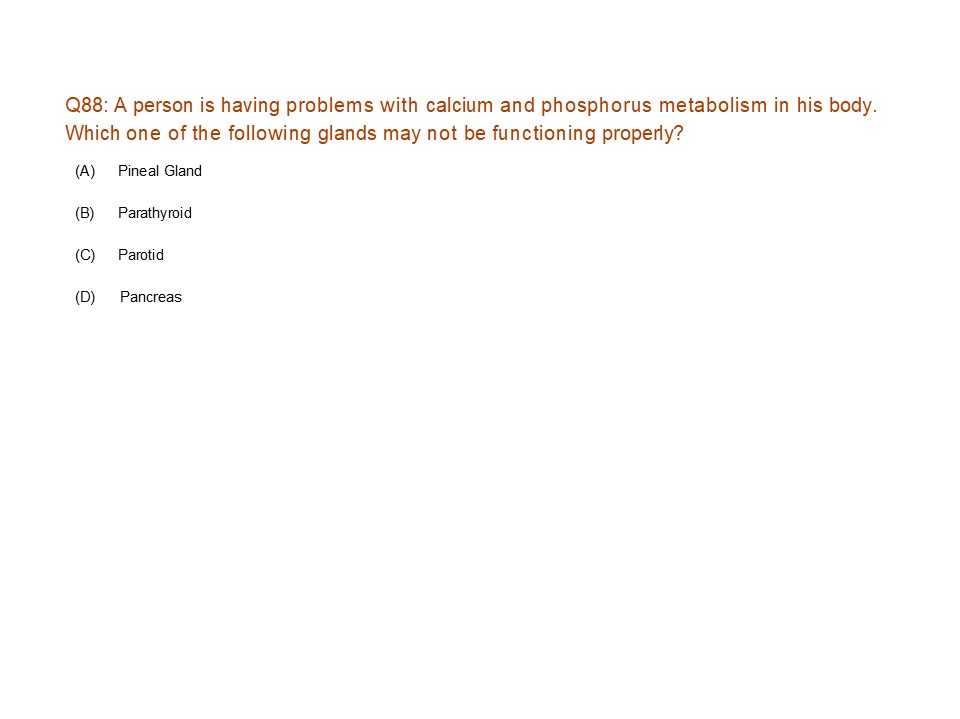 Q88: A person is having problems with calcium and phosphorus metabolism in his body.
Which one of the following glands may not be functioning properly?
(A) Pineal Gland
(B) Parathyroid
(C) Parotid
(D) Pancreas